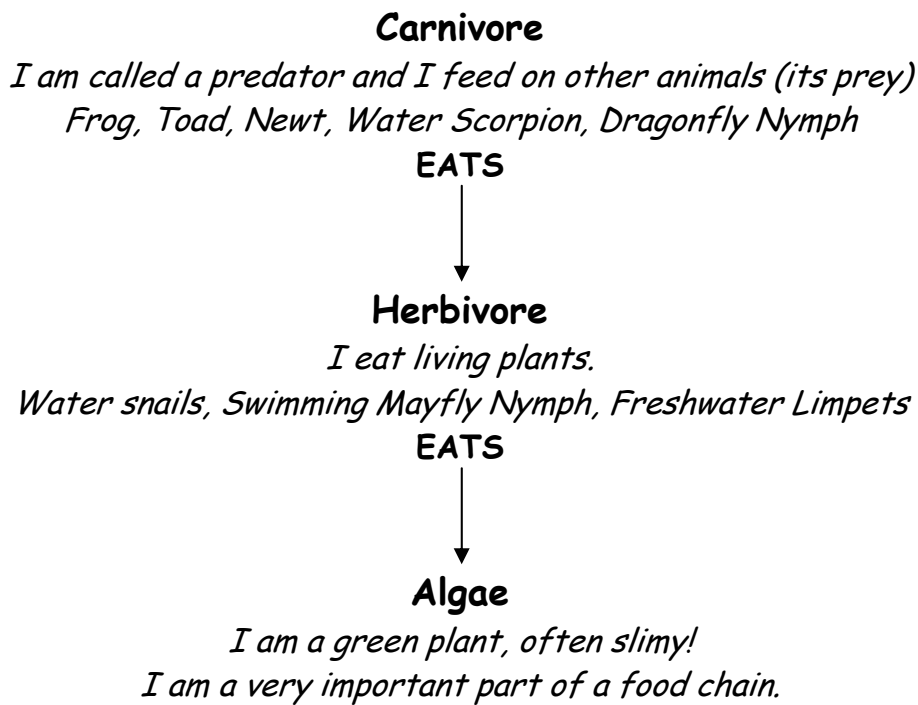 Carnivore
I am called a predator and I feed on other animals (its prey)
Frog, Toad, Newt, Water Scorpion, Dragonfly Nymph
EATS
Herbivore
I eat living plants.
Water snails, Swimming Mayfly Nymph, Freshwater Limpets
EATS
Algae
I am a green plant, often slimy!
I am a very important part of a food chain.